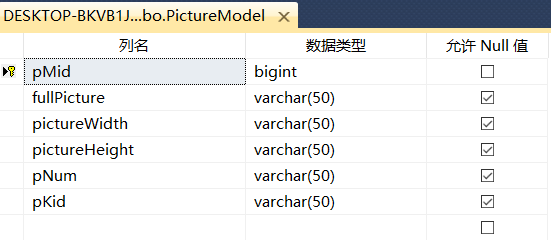 DESKTOP-BKVB1J...bo.PictureModel
列名 数据类型 允许 Null 值
pMid bigint
fullPicture varchar(50)
pictureWidth varchar(50)
pictureHeight varchar(50)
pNum varchar(50)
pKid varchar(50)